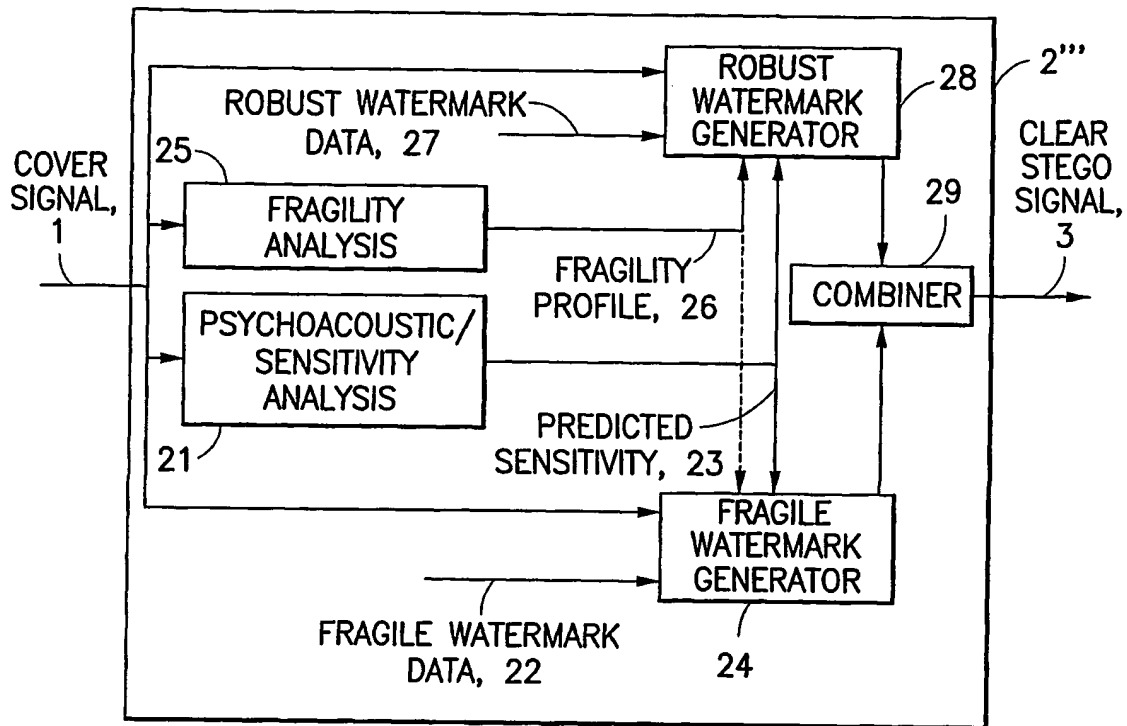 ROBUST
WATERMARK
GENERATOR
28
2'''
ROBUST WATERMARK
DATA, 27
COVER
SIGNAL,
1
25
FRAGILITY
ANALYSIS
FRAGILITY
PROFILE, 26
CLEAR
STEGO
SIGNAL,
3
29
COMBINER
PSYCHOACOUSTIC/
SENSITIVITY
ANALYSIS
21
PREDICTED
SENSITIVITY, 23
FRAGILE
WATERMARK
GENERATOR
24
FRAGILE WATERMARK
DATA, 22